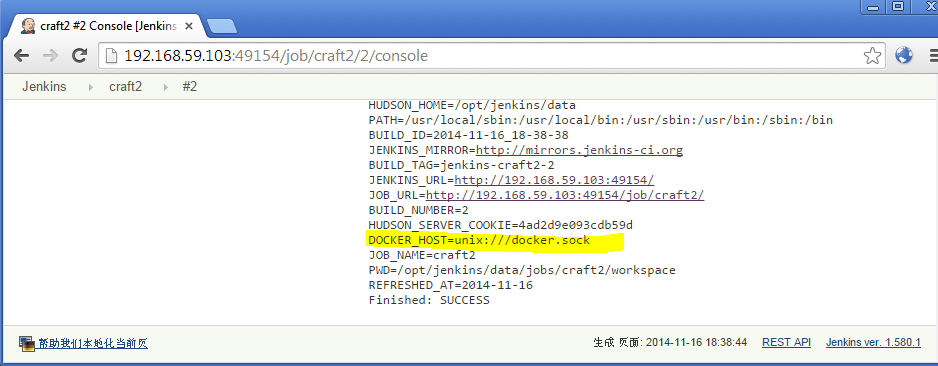 craft2 #2 Console [Jenkins
192.168.59.103:49154/job/craft2/2/console
Jenkins craft2 #2
HUDSON_HOME=/opt/jenkins/data
PATH=/usr/local/sbin:/usr/local/bin:/usr/sbin:/usr/bin:/sbin:/bin
BUILD_ID=2014-11-16_18-38-38
JENKINS_MIRROR=http://mirrors.jenkins-ci.org
BUILD_TAG=jenkins-craft2-2
JENKINS_URL=http://192.168.59.103:49154/
JOB_URL=http://192.168.59.103:49154/job/craft2/
BUILD_NUMBER=2
HUDSON_SERVER_COOKIE=4ad2d9e093cdb59d
DOCKER_HOST=unix:///docker.sock
JOB_NAME=craft2
PWD=/opt/jenkins/data/jobs/craft2/workspace
REFRESHED_AT=2014-11-16
Finished: SUCCESS
帮助我们本地化当前页 生成 页面: 2014-11-16 18:38:44 REST API Jenkins ver. 1.580.1